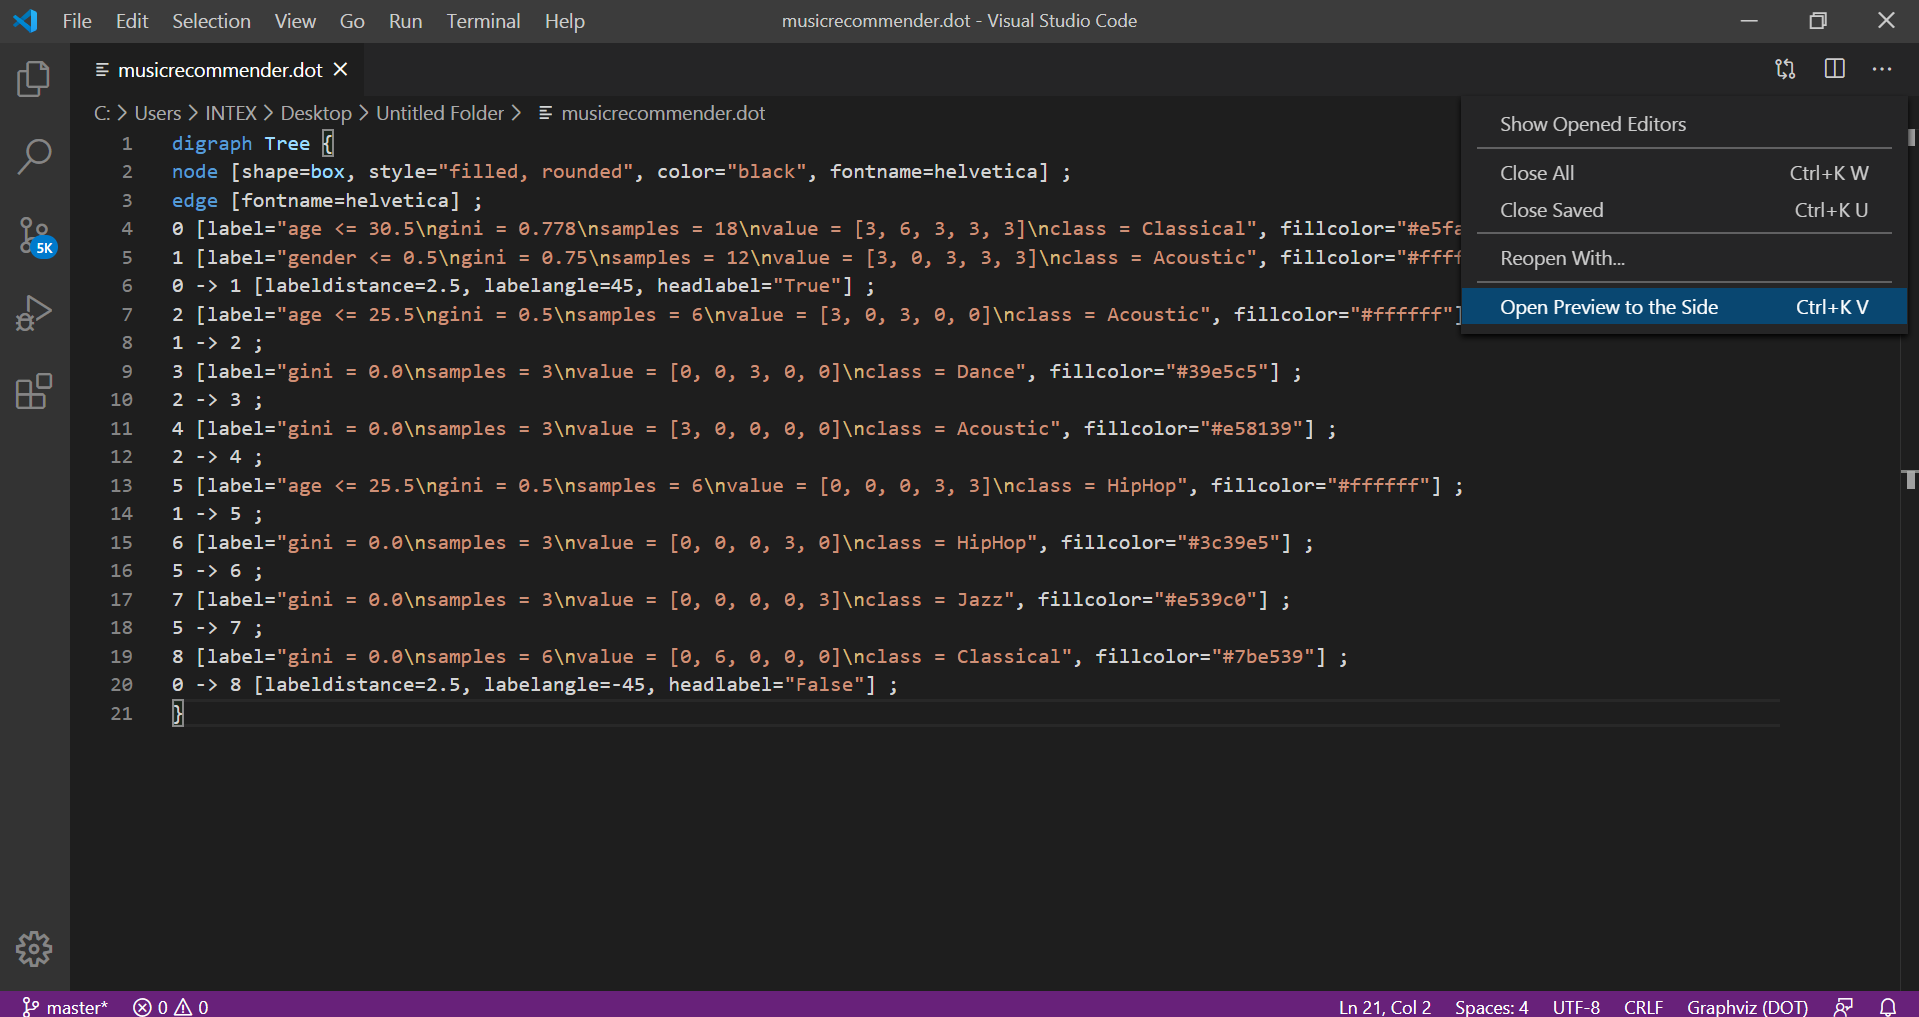 File Edit Selection View Go Run Terminal Help musicrecommender.dot - Visual Studio Code
musicrecommender.dot
C: > Users > INTEX > Desktop > Untitled Folder > musicrecommender.dot
1 digraph Tree {
2 node [shape=box, style="filled, rounded", color="black", fontname=helvetica] ;
3 edge [fontname=helvetica] ;
4 0 [label="age <= 30.5\ngini = 0.778\nsamples = 18\nvalue = [3, 6, 3, 3, 3]\nclass = Classical", fillcolor="#e5fa
5 1 [label="gender <= 0.5\ngini = 0.75\nsamples = 12\nvalue = [3, 0, 3, 3, 3]\nclass = Acoustic", fillcolor="#ffff
6 0 -> 1 [labeldistance=2.5, labelangle=45, headlabel="True"] ;
7 2 [label="age <= 25.5\ngini = 0.5\nsamples = 6\nvalue = [3, 0, 3, 0, 0]\nclass = Acoustic", fillcolor="#ffffff"]
8 1 -> 2 ;
9 3 [label="gini = 0.0\nsamples = 3\nvalue = [0, 0, 3, 0, 0]\nclass = Dance", fillcolor="#39e5c5"] ;
10 2 -> 3 ;
11 4 [label="gini = 0.0\nsamples = 3\nvalue = [3, 0, 0, 0, 0]\nclass = Acoustic", fillcolor="#e58139"] ;
12 2 -> 4 ;
13 5 [label="age <= 25.5\ngini = 0.5\nsamples = 6\nvalue = [0, 0, 0, 3, 3]\nclass = HipHop", fillcolor="#ffffff"] ;
14 1 -> 5 ;
15 6 [label="gini = 0.0\nsamples = 3\nvalue = [0, 0, 0, 3, 0]\nclass = HipHop", fillcolor="#3c39e5"] ;
16 5 -> 6 ;
17 7 [label="gini = 0.0\nsamples = 3\nvalue = [0, 0, 0, 0, 3]\nclass = Jazz", fillcolor="#e539c0"] ;
18 5 -> 7 ;
19 8 [label="gini = 0.0\nsamples = 6\nvalue = [0, 6, 0, 0, 0]\nclass = Classical", fillcolor="#7be539"] ;
20 0 -> 8 [labeldistance=2.5, labelangle=-45, headlabel="False"] ;
21 }
Show Opened Editors
Close All Ctrl+K W
Close Saved Ctrl+K U
Reopen With...
Open Preview to the Side Ctrl+K V
5K
master* 0 0 Ln 21, Col 2 Spaces: 4 UTF-8 CRLF Graphviz (DOT)